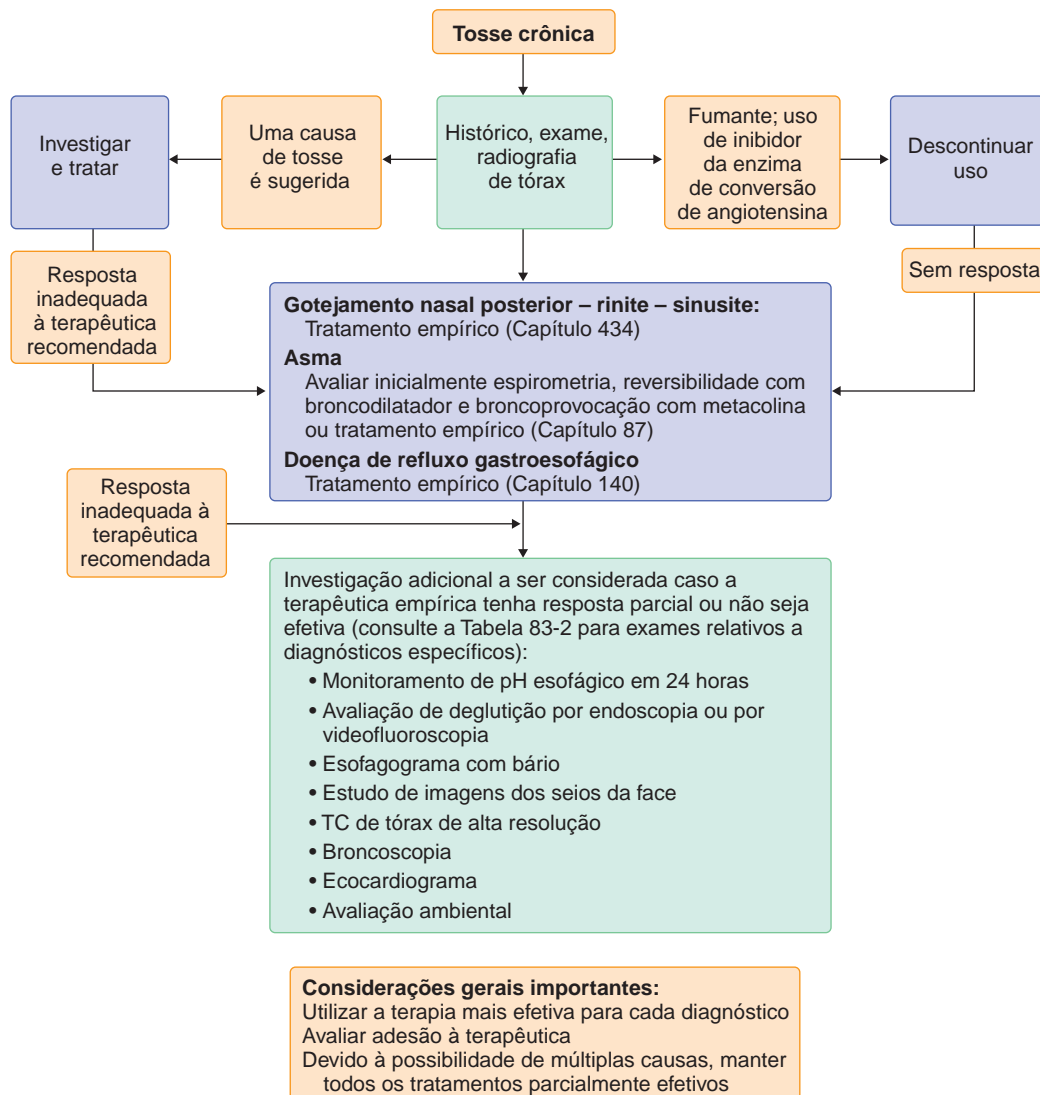 Tosse crônica
Investigar
e tratar
Uma causa
de tosse
é sugerida
Histórico, exame,
radiografia
de tórax
Fumante; uso
de inibidor
da enzima
de conversão
de angiotensina
Descontinuar
uso
Resposta
inadequada
à terapêutica
recomendada
Sem resposta
Gotejamento nasal posterior – rinite – sinusite:
Tratamento empírico (Capítulo 434)
Asma
Avaliar inicialmente espirometria, reversibilidade com
broncodilatador e broncoprovocação com metacolina
ou tratamento empírico (Capítulo 87)
Doença de refluxo gastroesofágico
Tratamento empírico (Capítulo 140)
Resposta
inadequada à
terapêutica
recomendada
Investigação adicional a ser considerada caso a
terapêutica empírica tenha resposta parcial ou não seja
efetiva (consulte a Tabela 83-2 para exames relativos a
diagnósticos específicos):
• Monitoramento de pH esofágico em 24 horas
• Avaliação de deglutição por endoscopia ou por
videofluoroscopia
• Esofagograma com bário
• Estudo de imagens dos seios da face
• TC de tórax de alta resolução
• Broncoscopia
• Ecocardiograma
• Avaliação ambiental
Considerações gerais importantes:
Utilizar a terapia mais efetiva para cada diagnóstico
Avaliar adesão à terapêutica
Devido à possibilidade de múltiplas causas, manter
todos os tratamentos parcialmente efetivos